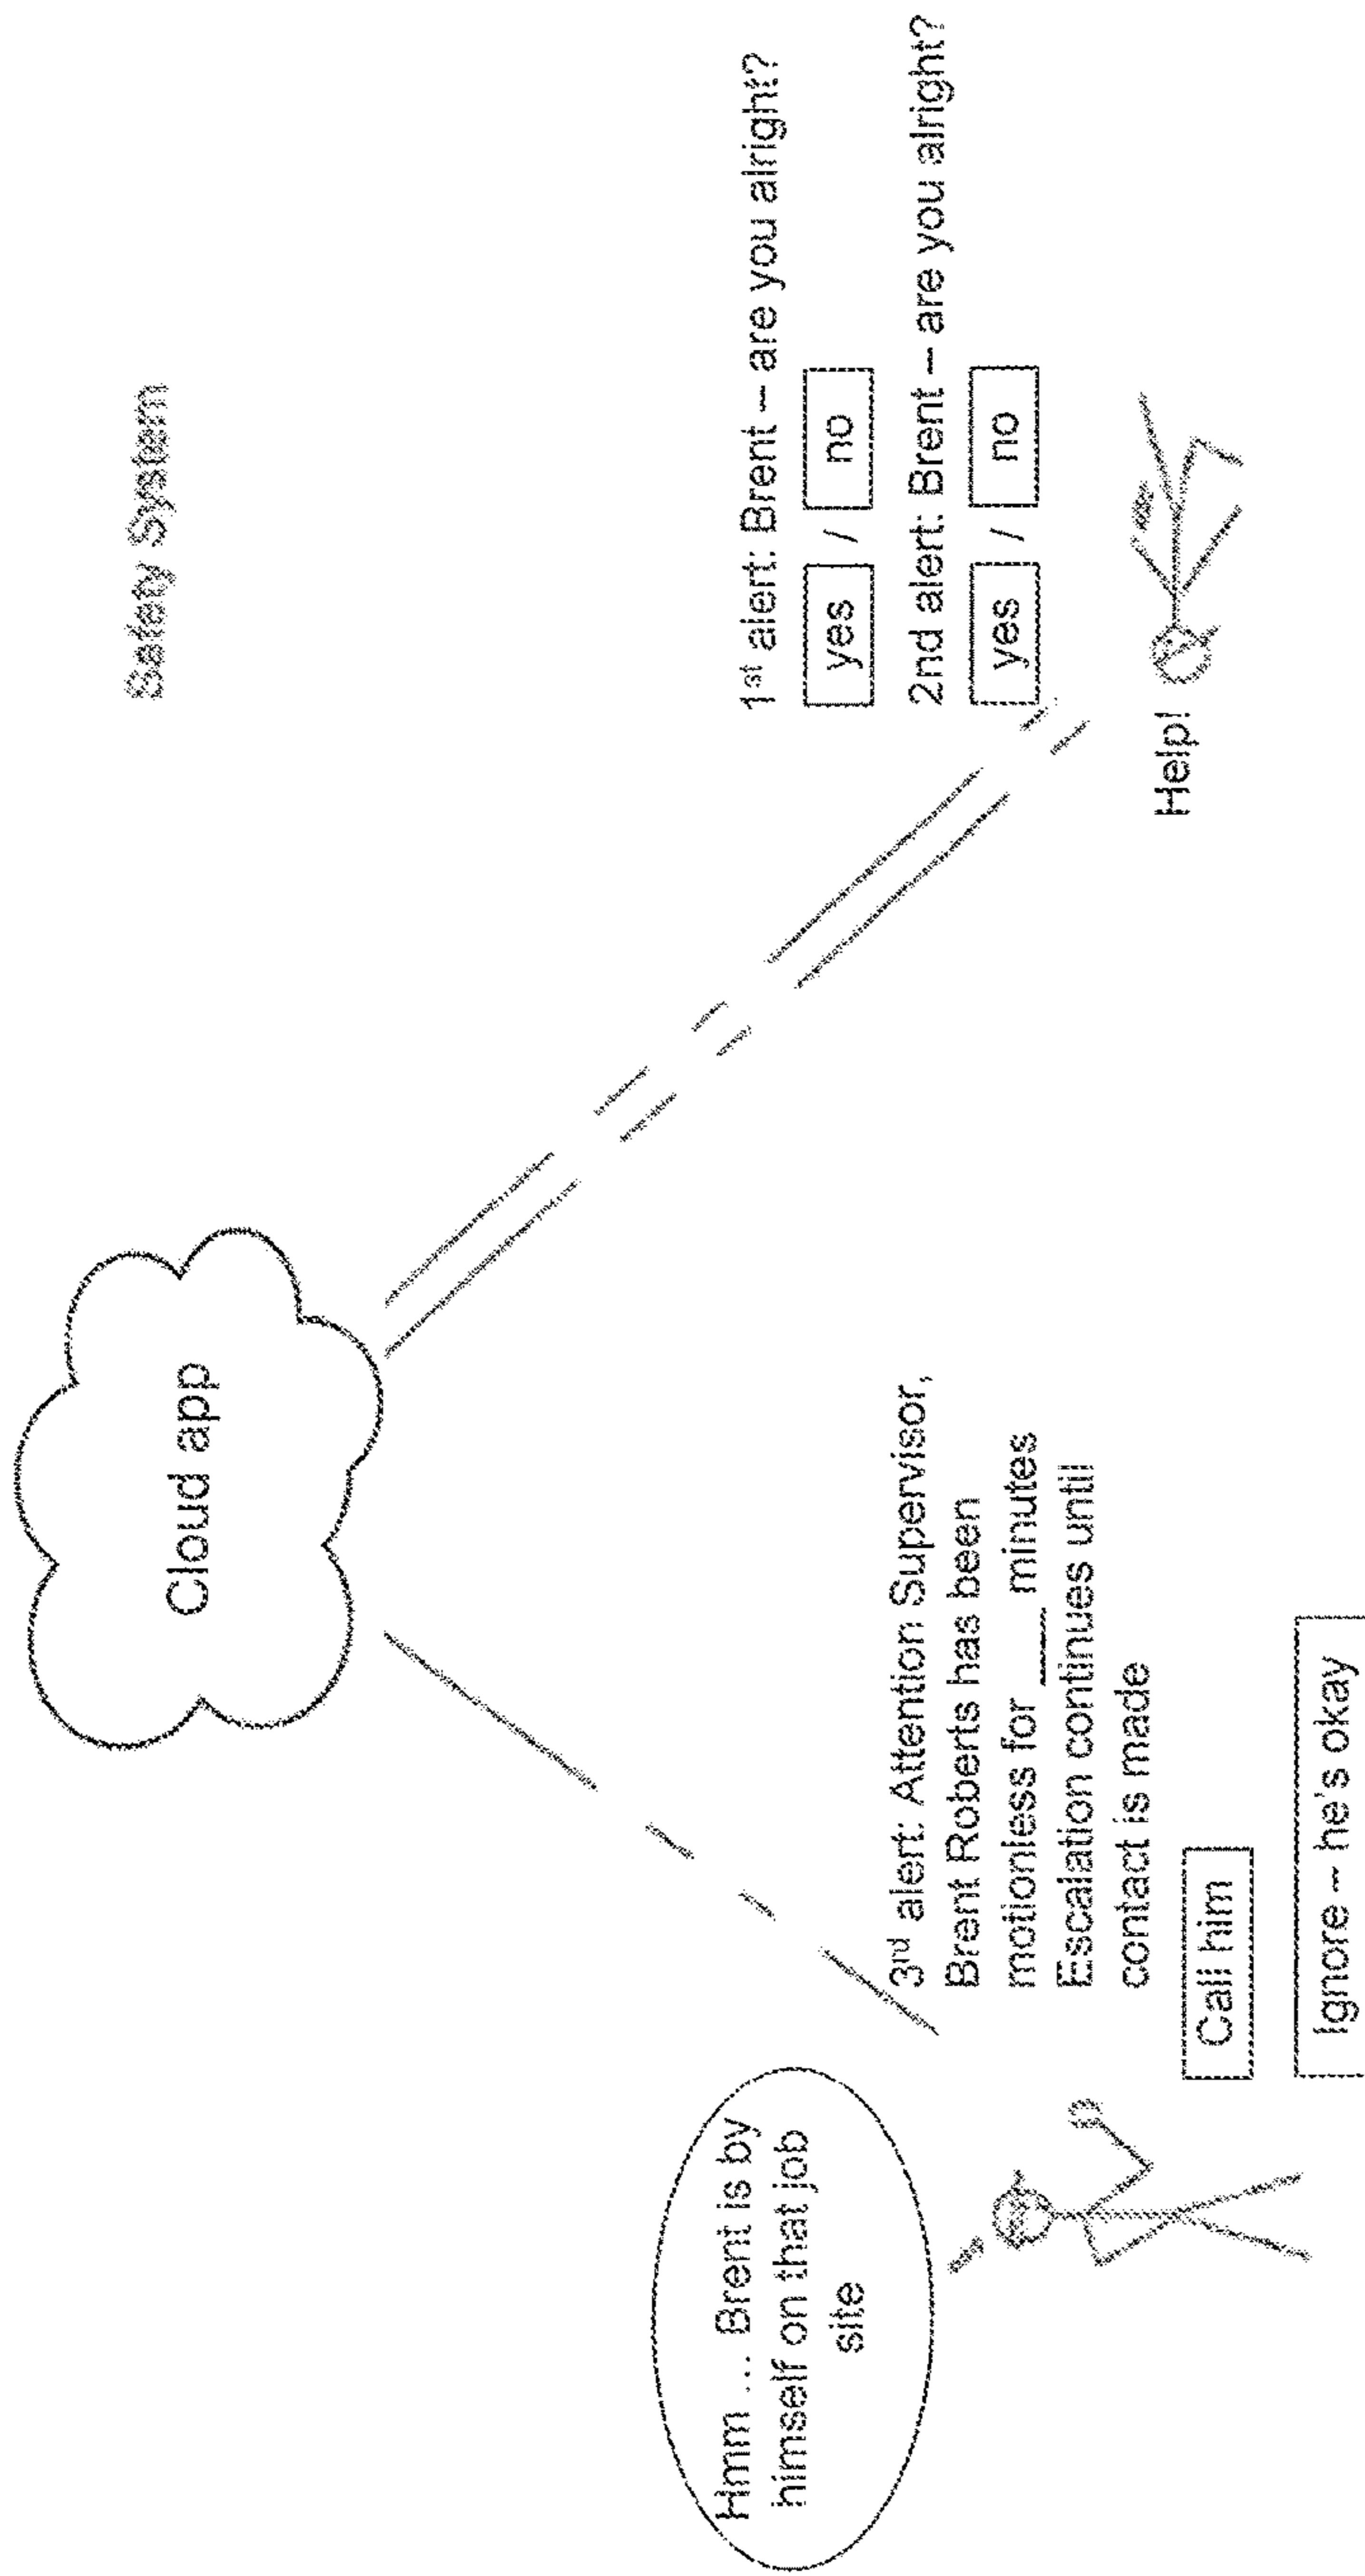 Safety System
Cloud app
Hmm ... Brent is by
himself on that job
site
3rd alert: Attention Supervisor,
Brent Roberts has been
motionless for ___ minutes
Escalation continues until
contact is made
Call him
Ignore -- he's okay
1st alert: Brent – are you alright?
yes / no
2nd alert: Brent – are you alright?
yes / no
Help!